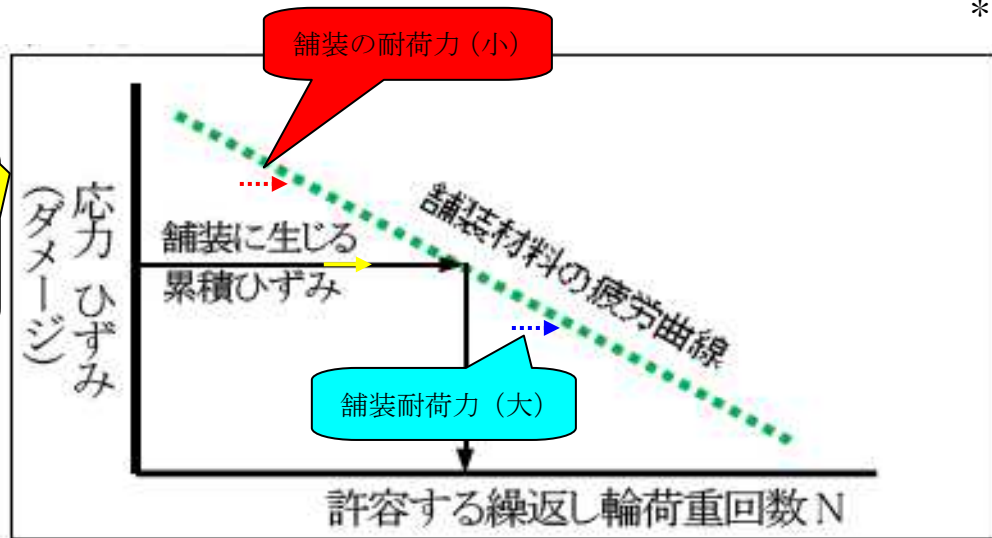 *
舗装の耐荷力（小）
応力 ひずみ
（ダメージ）
舗装に生じる
累積ひずみ
舗装材料の疲労曲線
舗装耐荷力（大）
許容する繰返し輪荷重回数N